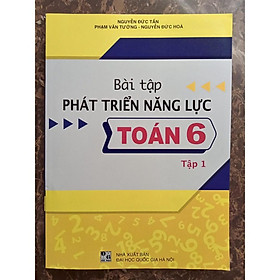 NGUYỄN ĐỨC TẤN
PHẠM VĂN TƯỜNG - NGUYỄN ĐỨC HOÀ
Bài tập
PHÁT TRIỂN NĂNG LỰC
TOÁN 6
Tập 1
NHÀ XUẤT BẢN
ĐẠI HỌC QUỐC GIA HÀ NỘI